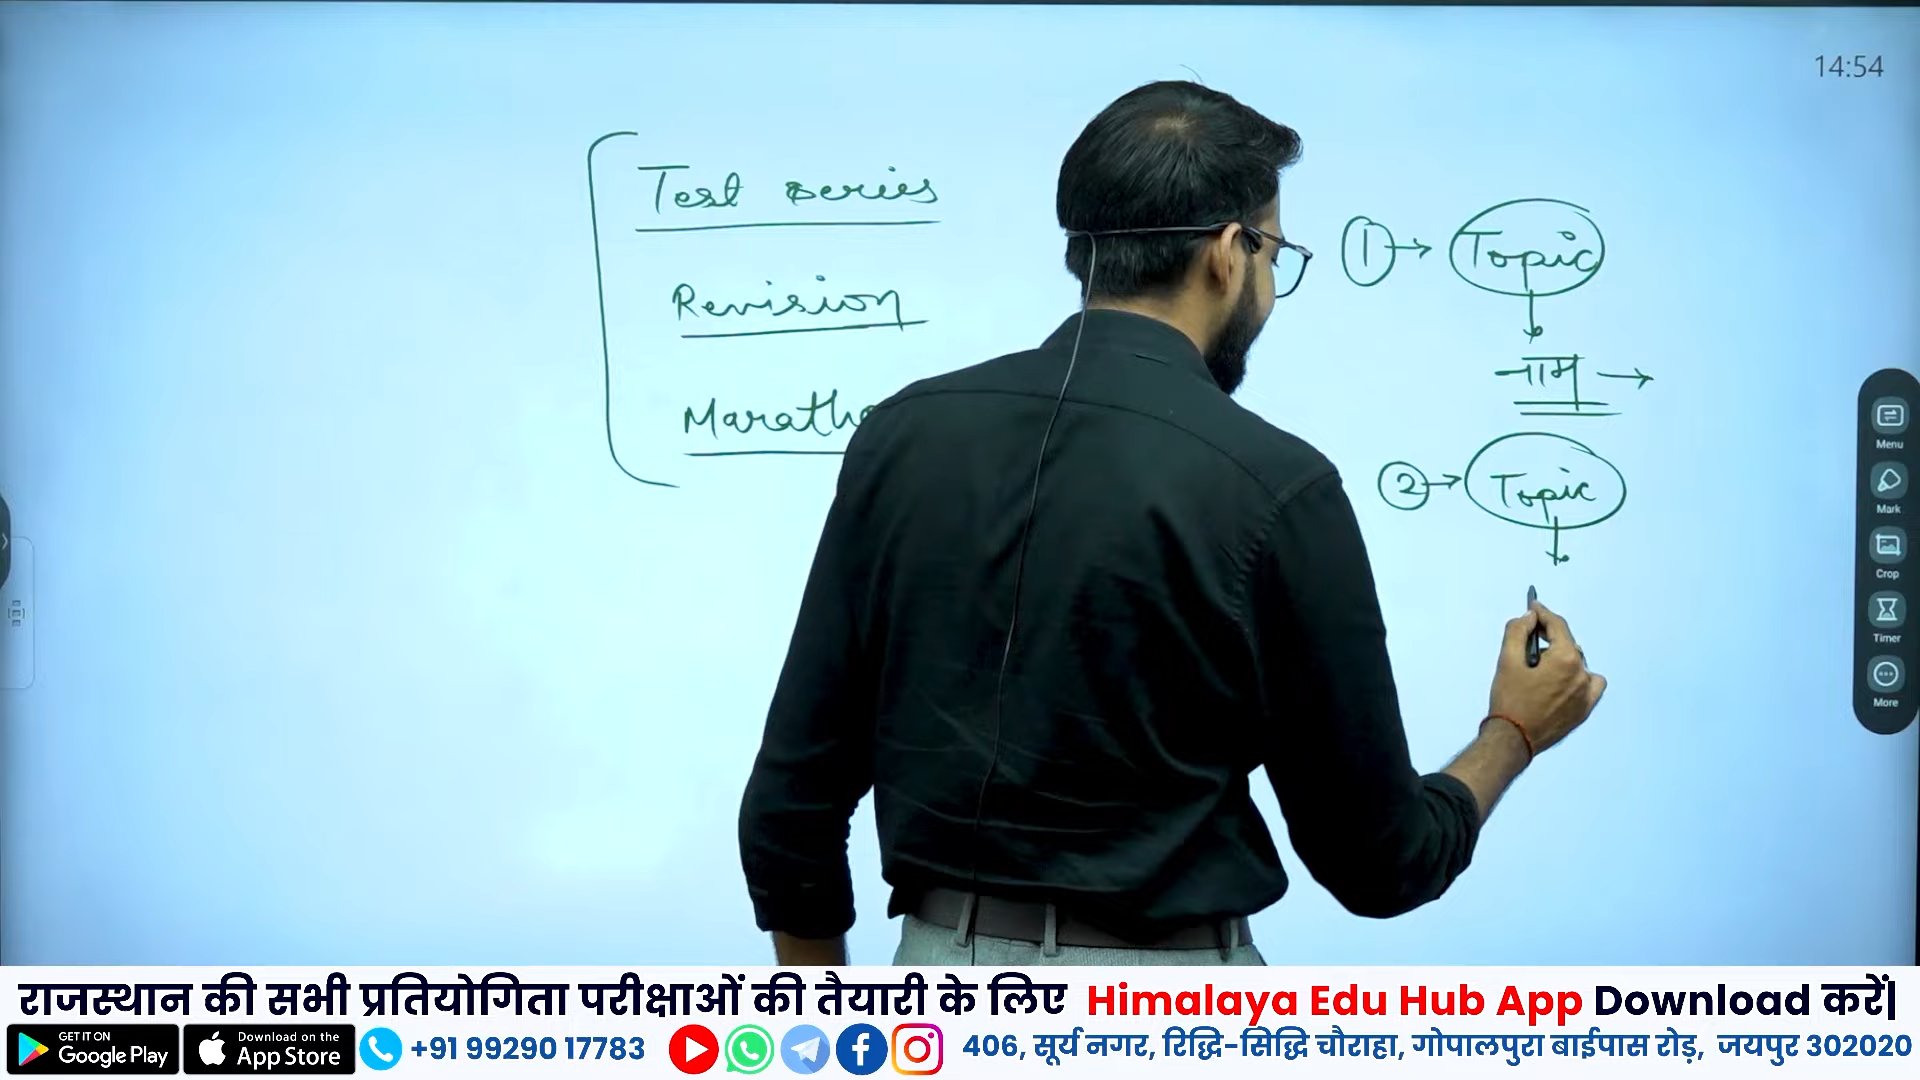 14:54
Test series
Revision
① → Topic
नाम →
② → Topic
Menu
Mark
Crop
Timer
More
राजस्थान की सभी प्रतियोगिता परीक्षाओं की तैयारी के लिए Himalaya Edu Hub App Download करें|
GET IT ON
Google Play
Download on the
App Store
+91 99290 17783
406, सूर्य नगर, रिद्धि-सिद्धि चौराहा, गोपालपुरा बाईपास रोड़, जयपुर 302020